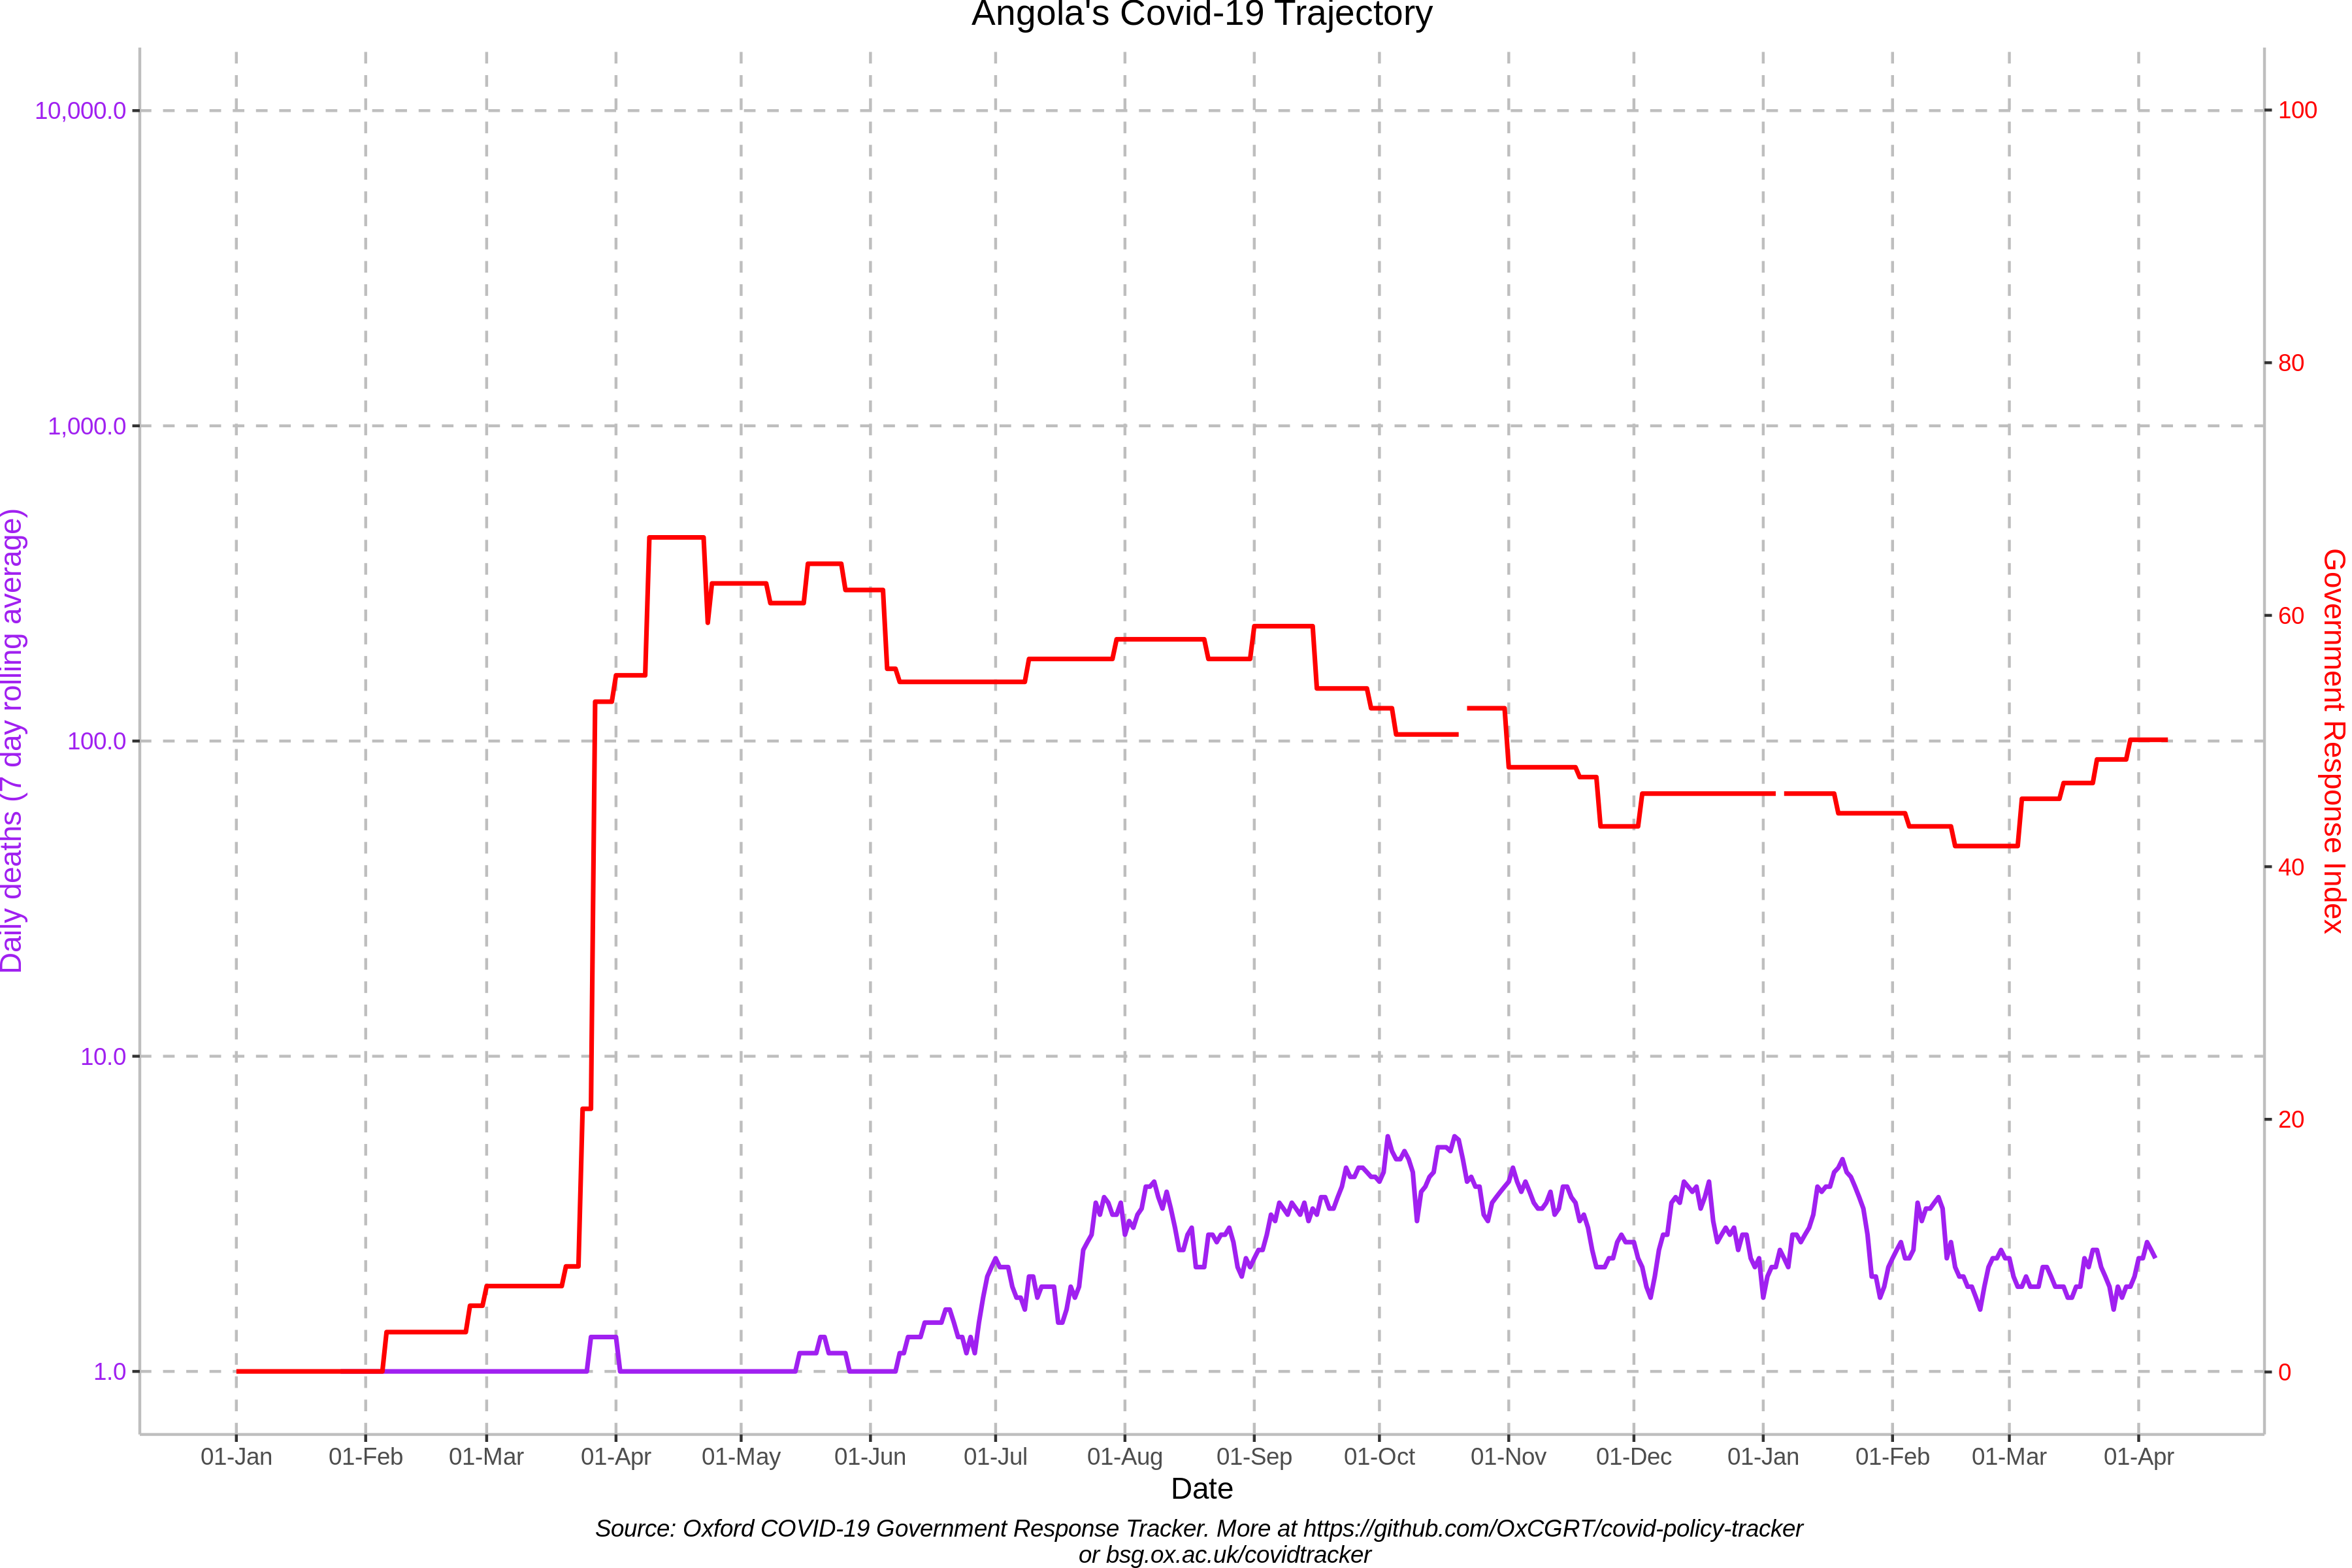 Angola's Covid-19 Trajectory
10,000.0
1,000.0
100.0
10.0
1.0
Daily deaths (7 day rolling average)
100
80
60
40
20
0
Government Response Index
01-Jan 01-Feb 01-Mar 01-Apr 01-May 01-Jun 01-Jul 01-Aug 01-Sep 01-Oct 01-Nov 01-Dec 01-Jan 01-Feb 01-Mar 01-Apr
Date
Source: Oxford COVID-19 Government Response Tracker. More at https://github.com/OxCGRT/covid-policy-tracker
or bsg.ox.ac.uk/covidtracker